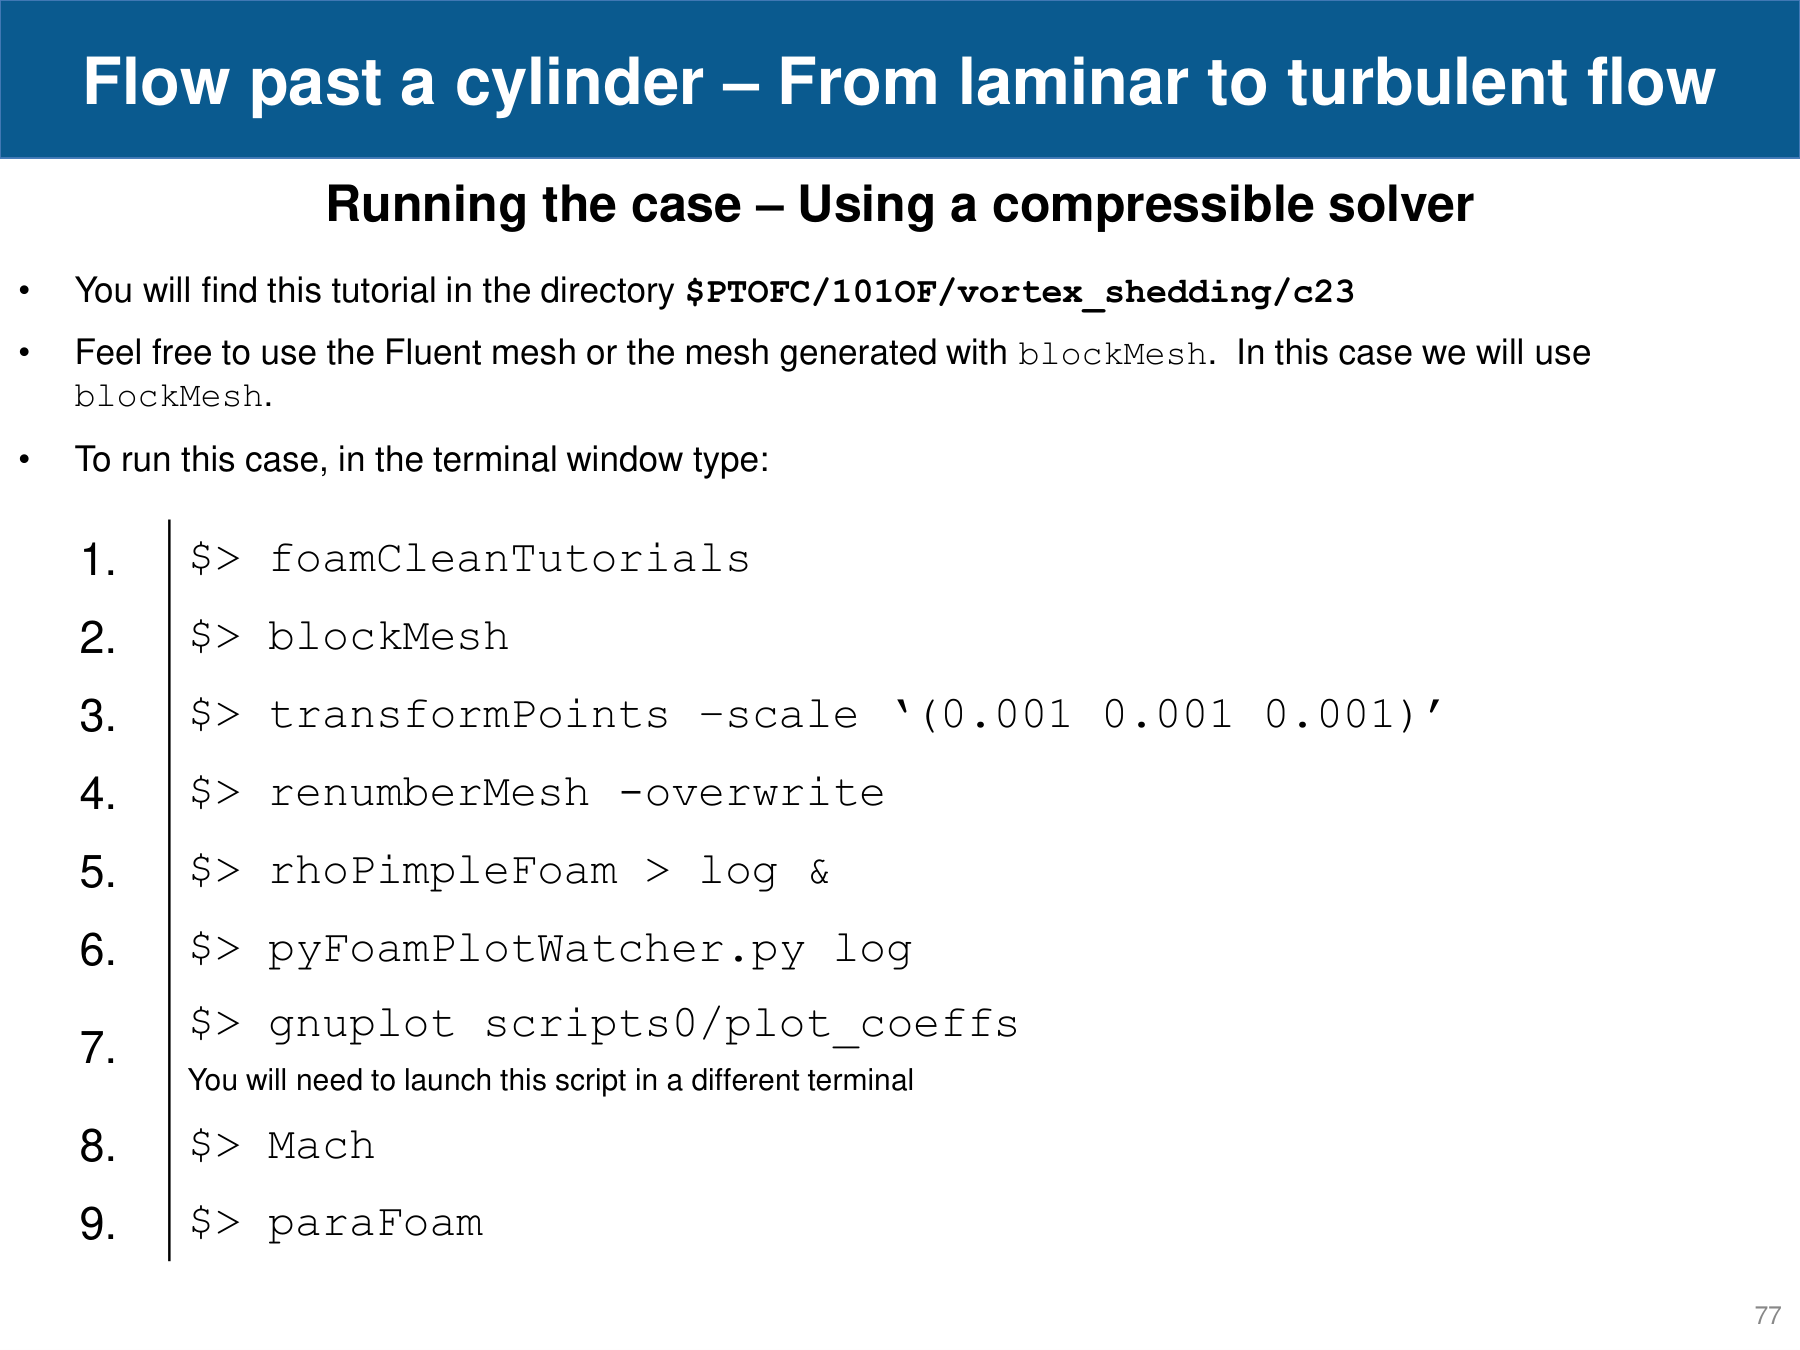 Flow past a cylinder – From laminar to turbulent flow
Running the case – Using a compressible solver
• You will find this tutorial in the directory $PTOFC/101OF/vortex_shedding/c23
• Feel free to use the Fluent mesh or the mesh generated with blockMesh. In this case we will use
blockMesh.
• To run this case, in the terminal window type:
1. $> foamCleanTutorials
2. $> blockMesh
3. $> transformPoints –scale ‘(0.001 0.001 0.001)’
4. $> renumberMesh -overwrite
5. $> rhoPimpleFoam > log &
6. $> pyFoamPlotWatcher.py log
7. $> gnuplot scripts0/plot_coeffs
You will need to launch this script in a different terminal
8. $> Mach
9. $> paraFoam
77